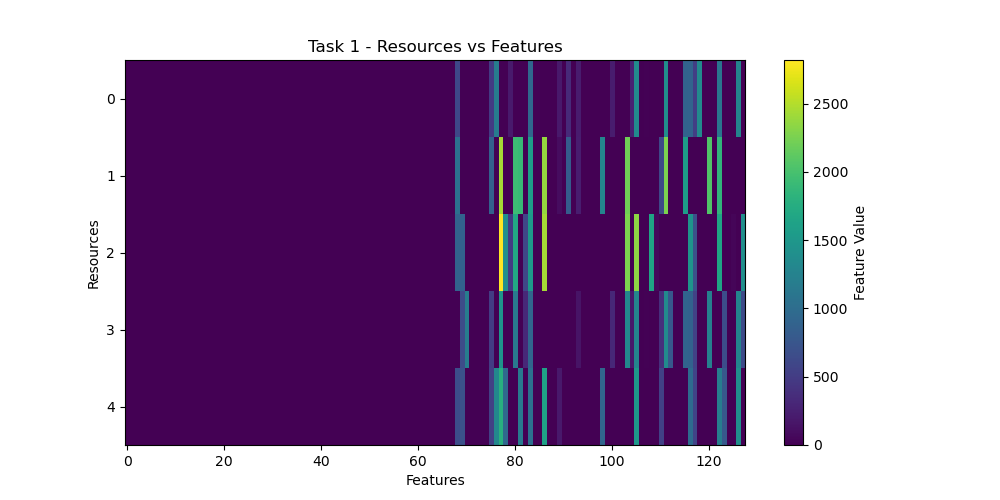 Task 1 - Resources vs Features
Resources
0
1
2
3
4
0 20 40 60 80 100 120
Features
2500
2000
1500
1000
500
0
Feature Value